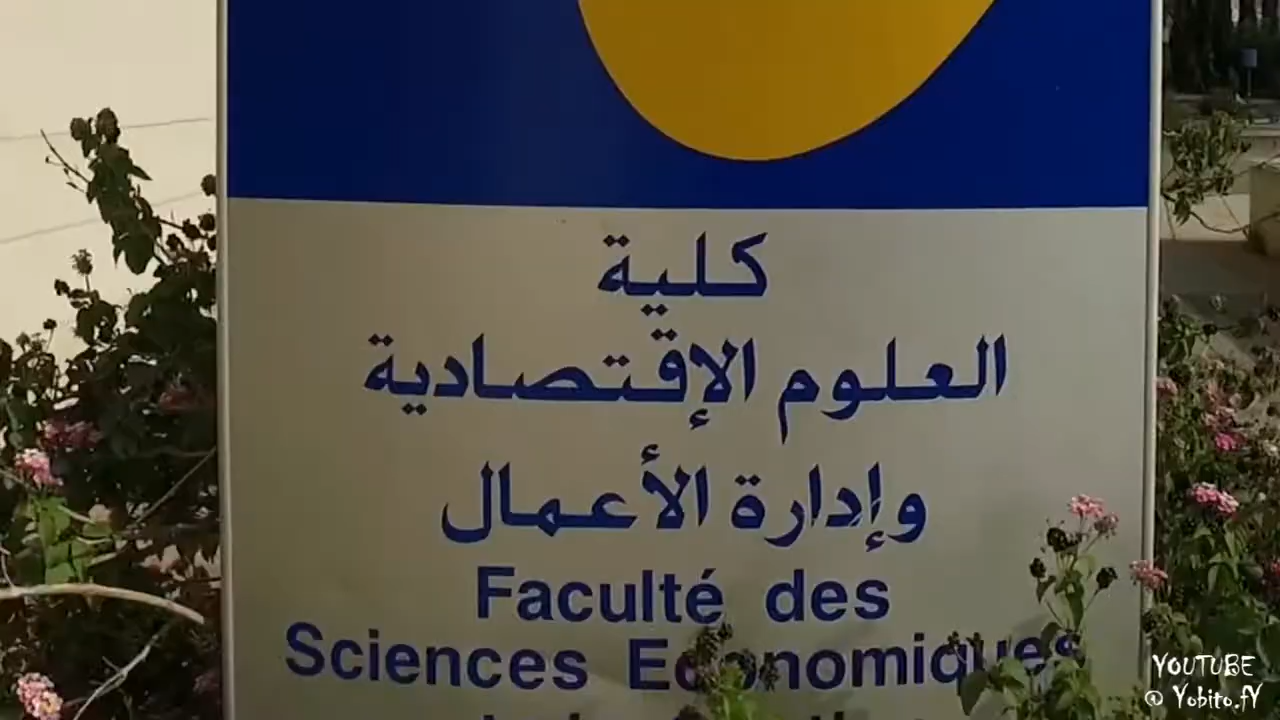 كلية
العلوم الإقتصادية
وإدارة الأعمال
Faculté des
Sciences Economiques
YOUTUBE
@ Yobito.fY